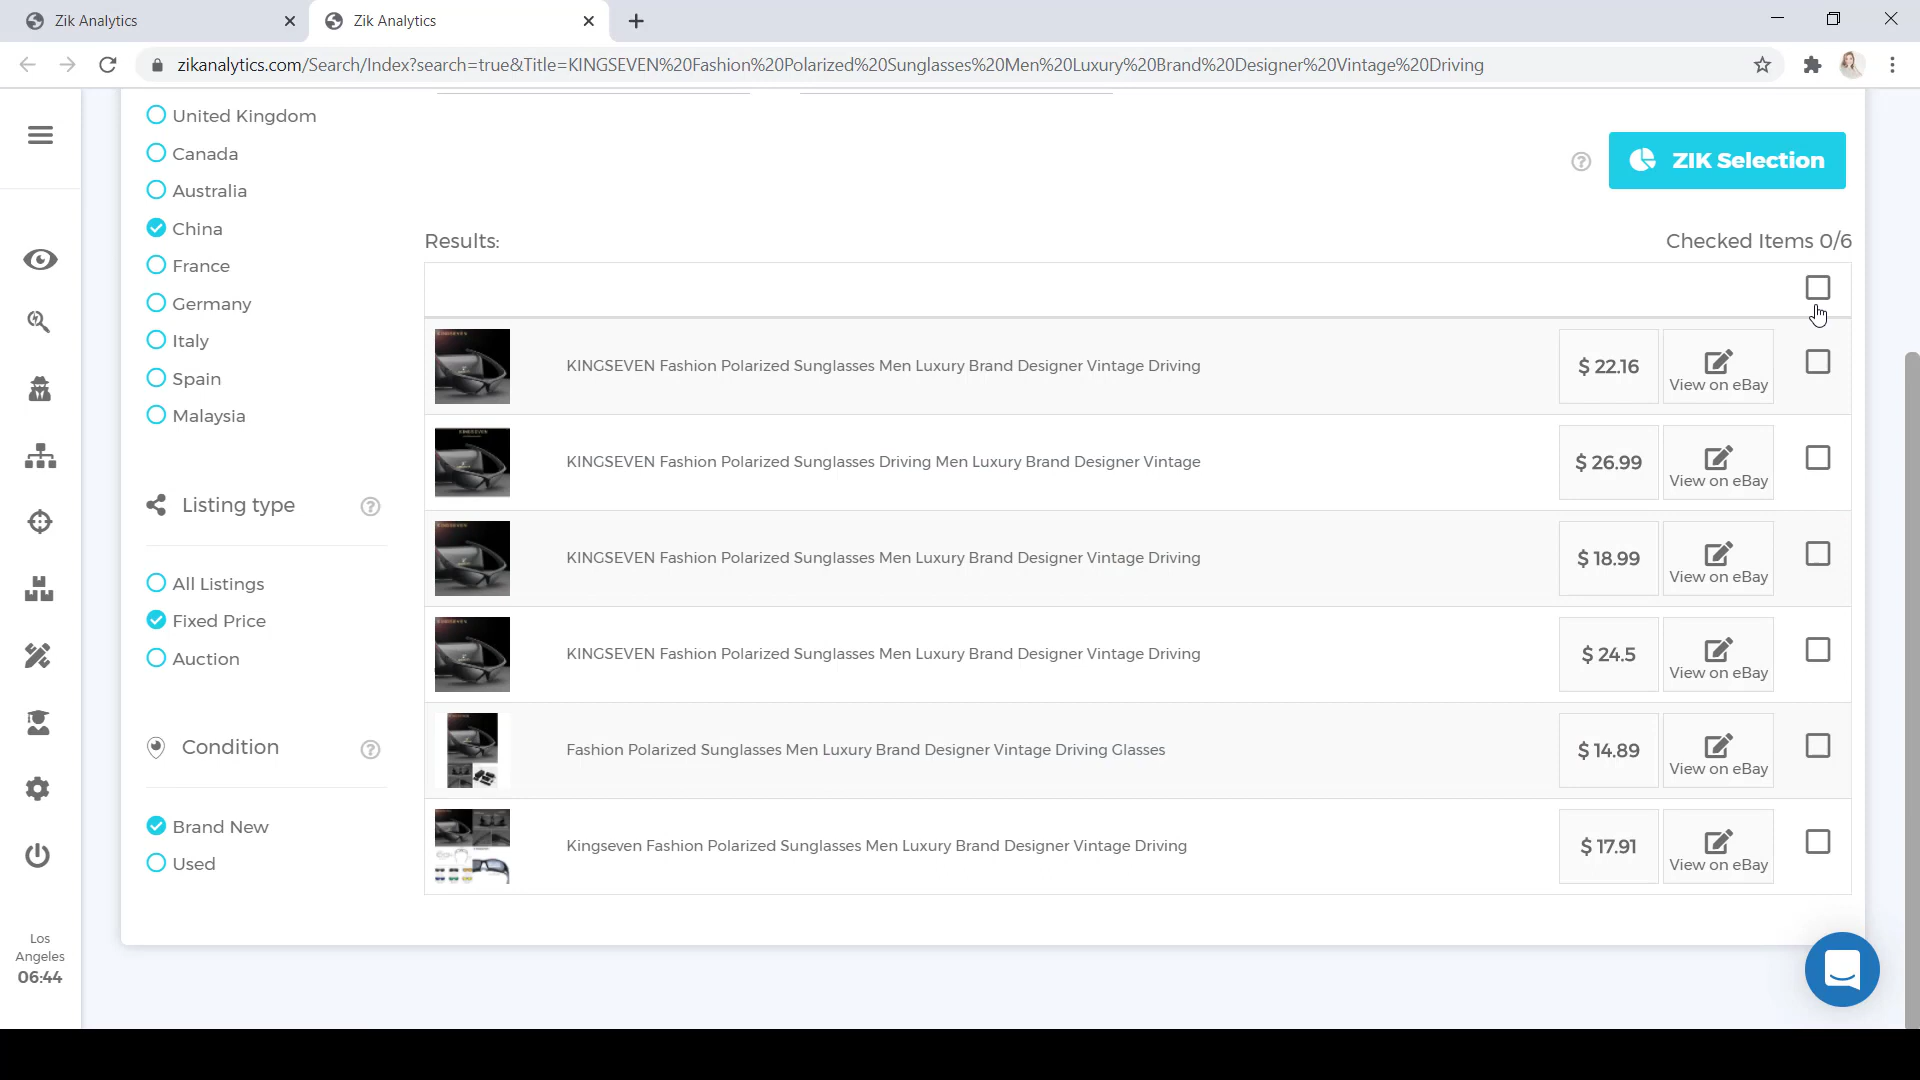 Zik Analytics
Zik Analytics
zikanalytics.com/Search/Index?search=true&Title=KINGSEVEN%20Fashion%20Polarized%20Sunglasses%20Men%20Luxury%20Brand%20Designer%20Vintage%20Driving
United Kingdom
Canada
Australia
China
France
Germany
Italy
Spain
Malaysia
Listing type
All Listings
Fixed Price
Auction
Condition
Brand New
Used
Los
Angeles
06:44
ZIK Selection
Results:
Checked Items 0/6
KINGSEVEN Fashion Polarized Sunglasses Men Luxury Brand Designer Vintage Driving
$ 22.16
View on eBay
KINGSEVEN Fashion Polarized Sunglasses Driving Men Luxury Brand Designer Vintage
$ 26.99
View on eBay
KINGSEVEN Fashion Polarized Sunglasses Men Luxury Brand Designer Vintage Driving
$ 18.99
View on eBay
KINGSEVEN Fashion Polarized Sunglasses Men Luxury Brand Designer Vintage Driving
$ 24.5
View on eBay
Fashion Polarized Sunglasses Men Luxury Brand Designer Vintage Driving Glasses
$ 14.89
View on eBay
Kingseven Fashion Polarized Sunglasses Men Luxury Brand Designer Vintage Driving
$ 17.91
View on eBay